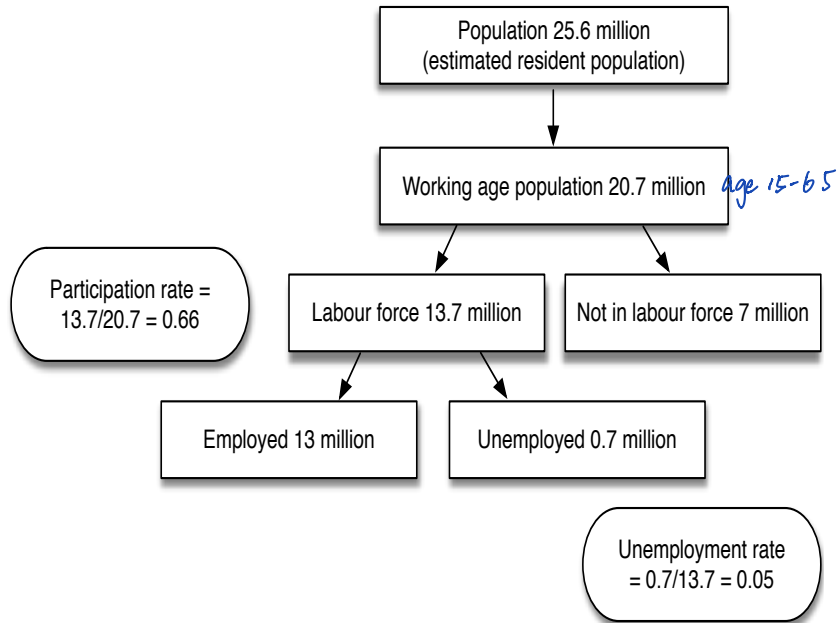 Population 25.6 million
(estimated resident population)
Working age population 20.7 million
age 15-65
Participation rate =
13.7/20.7 = 0.66
Labour force 13.7 million
Not in labour force 7 million
Employed 13 million
Unemployed 0.7 million
Unemployment rate
= 0.7/13.7 = 0.05